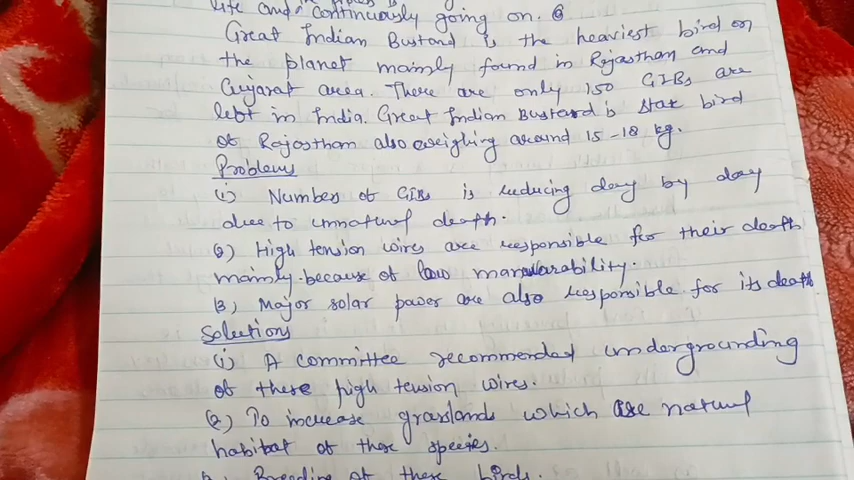 life and continuously going on.
Great Indian Bustard is the heaviest bird on
the planet mainly found in Rajasthan and
Gujarat area. There are only 150 GIBs are
left in India. Great Indian Bustard is state bird
of Rajasthan also weighing around 15-18 kg.
Problems
(1) Number of GIBs is reducing day by day
due to unnatural death.
(2) High tension wires are responsible for their death
mainly because of low
(3) Major solar power are also responsible for its death.
Solutions
(1) A committee recommended undergrounding
of these high tension wires.
(2) To increase grasslands which are natural
habitat of these species.
Breeding of these birds.